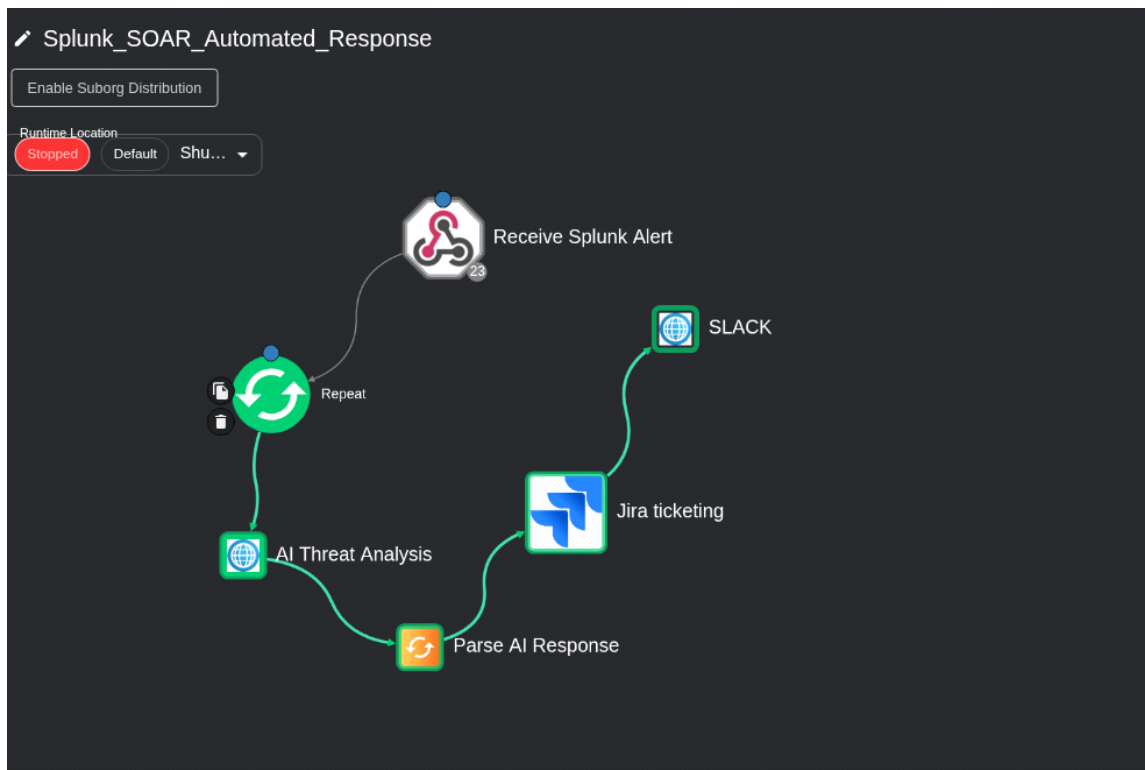 Splunk_SOAR_Automated_Response
Enable Suborg Distribution
Runtime Location
Stopped Default Shu...
Receive Splunk Alert
23
SLACK
Repeat
Jira ticketing
AI Threat Analysis
Parse AI Response